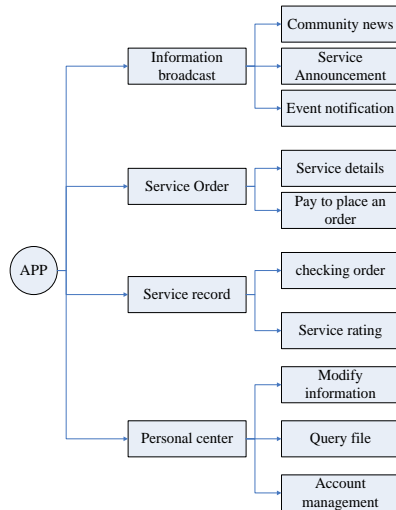 APP
Information
broadcast
Community news
Service
Announcement
Event notification
Service Order
Service details
Pay to place an
order
Service record
checking order
Service rating
Personal center
Modify
information
Query file
Account
management